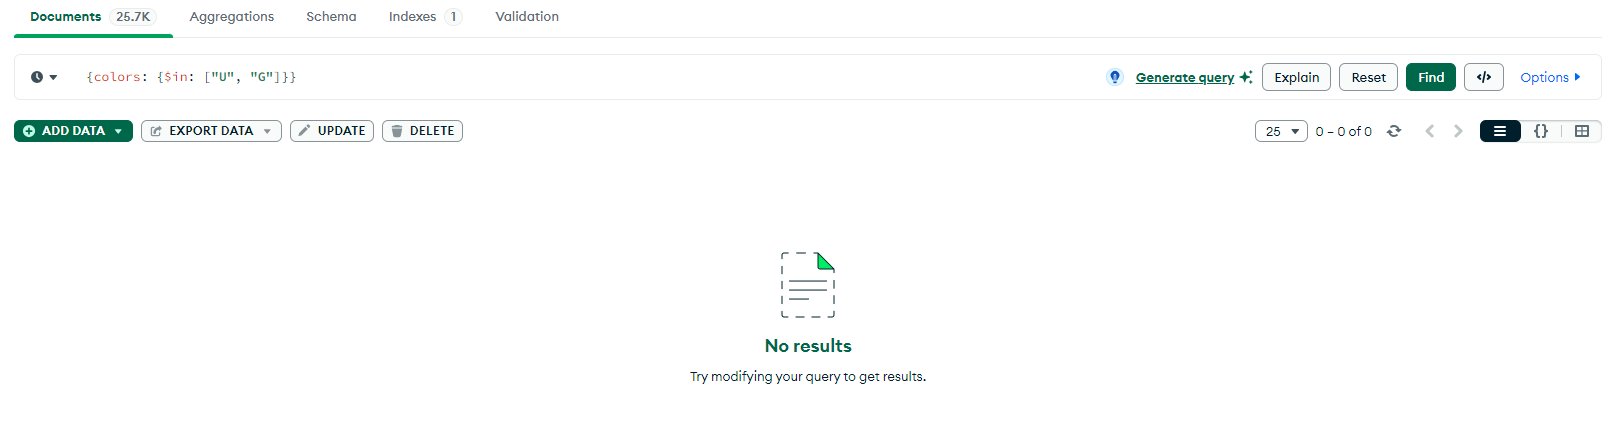 Documents 25.7K Aggregations Schema Indexes 1 Validation
{colors: {$in: ["U", "G"]}} Generate query Explain Reset Find </> Options
ADD DATA EXPORT DATA UPDATE DELETE 25 0 – 0 of 0 {}
No results
Try modifying your query to get results.